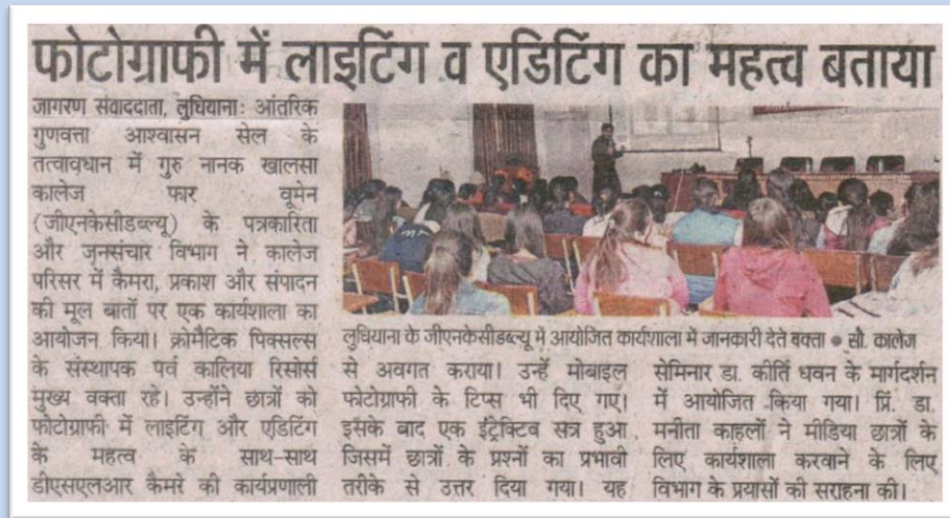 फोटोग्राफी में लाइटिंग व एडिटिंग का महत्व बताया
जागरण संवाददाता, लुधियानाः आंतरिक
गुणवत्ता आश्वासन सेल के
तत्वावधान में गुरु नानक खालसा
कालेज फार वूमेन
(जीएनकेसीडब्ल्यू) के पत्रकारिता
और जनसंचार विभाग ने कालेज
परिसर में कैमरा, प्रकाश और संपादन
की मूल बातों पर एक कार्यशाला का
आयोजन किया। क्रोमैटिक पिक्सल्स
के संस्थापक पर्व कालिया रिसोर्स
मुख्य वक्ता रहे। उन्होंने छात्रों को
फोटोग्राफी में लाइटिंग और एडिटिंग
के महत्व के साथ-साथ
डीएसएलआर कैमरे की कार्यप्रणाली
लुधियाना के जीएनकेसीडब्ल्यू में आयोजित कार्यशाला में जानकारी देते वक्ता ● सौ. कालेज
से अवगत कराया। उन्हें मोबाइल
फोटोग्राफी के टिप्स भी दिए गए।
इसके बाद एक इंट्रेक्टिव सत्र हुआ
जिसमें छात्रों के प्रश्नों का प्रभावी
तरीके से उत्तर दिया गया। यह
सेमिनार डा. कीर्ति धवन के मार्गदर्शन
में आयोजित किया गया। प्रिं. डा.
मनीता काहलों ने मीडिया छात्रों के
लिए कार्यशाला करवाने के लिए
विभाग के प्रयासों की सराहना की।